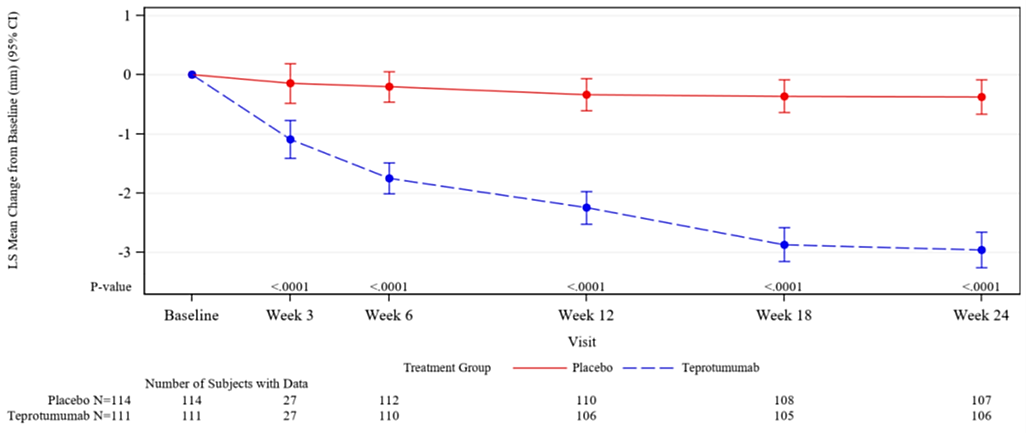 LS Mean Change from Baseline (mm) (95% CI)
1
0
-1
-2
-3
P-value <.0001 <.0001 <.0001 <.0001 <.0001
Baseline Week 3 Week 6 Week 12 Week 18 Week 24
Visit
Treatment Group Placebo Teprotumumab
Number of Subjects with Data
Placebo N=114 114 27 112 110 108 107
Teprotumumab N=111 111 27 110 106 105 106